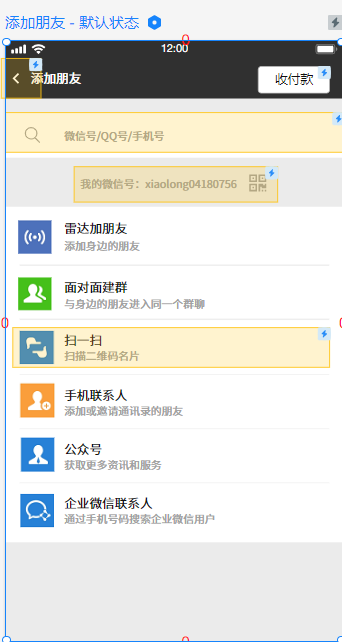 添加朋友 - 默认状态
0
12:00
添加朋友
收付款
微信号/QQ号/手机号
我的微信号：xiaolong04180756
雷达加朋友
添加身边的朋友
面对面建群
与身边的朋友进入同一个群聊
0
0
扫一扫
扫描二维码名片
手机联系人
添加或邀请通讯录的朋友
公众号
获取更多资讯和服务
企业微信联系人
通过手机号码搜索企业微信用户
0